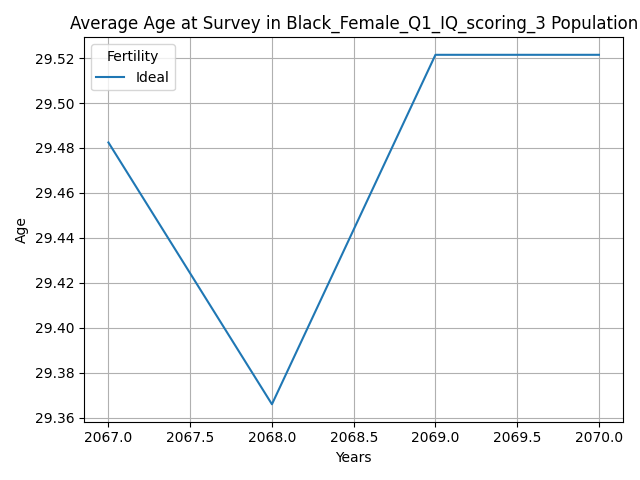 Average Age at Survey in Black_Female_Q1_IQ_scoring_3 Population
Fertility
Ideal
29.52
29.50
29.48
29.46
29.44
29.42
29.40
29.38
29.36
Age
2067.0 2067.5 2068.0 2068.5 2069.0 2069.5 2070.0
Years